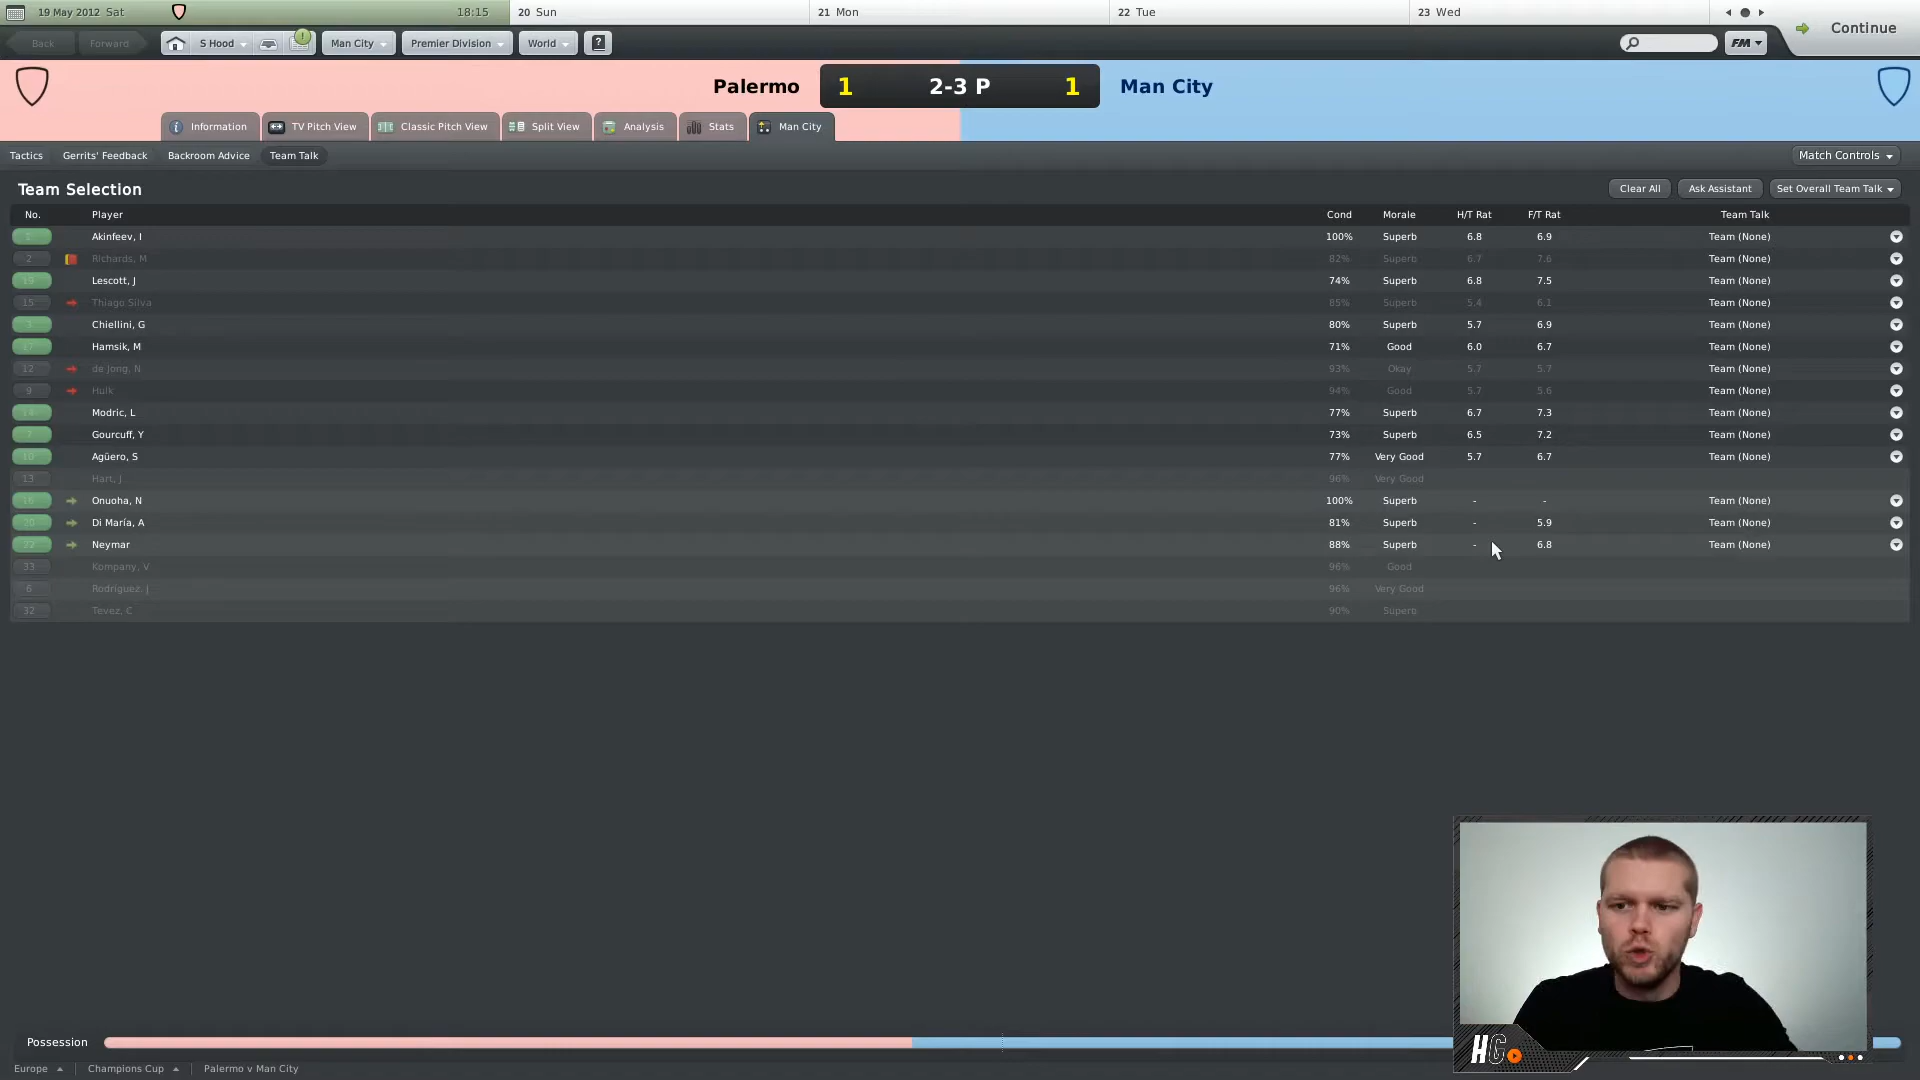 19 May 2012 Sat 18:15 20 Sun 21 Mon 22 Tue 23 Wed
Continue
Back Forward S Hood Man City Premier Division World ? FM
Palermo 1 2-3 P 1 Man City
Information TV Pitch View Classic Pitch View Split View Analysis Stats Man City
Tactics Gerrits' Feedback Backroom Advice Team Talk Match Controls
Team Selection Clear All Ask Assistant Set Overall Team Talk
No. Player Cond Morale H/T Rat F/T Rat Team Talk
Akinfeev, I 100% Superb 6.8 6.9 Team (None)
2 Richards, M 82% Superb 6.7 7.6 Team (None)
19 Lescott, J 74% Superb 6.8 7.5 Team (None)
15 Thiago Silva 85% Superb 5.4 6.1 Team (None)
3 Chiellini, G 80% Superb 5.7 6.9 Team (None)
Hamsik, M 71% Good 6.0 6.7 Team (None)
12 de Jong, N 93% Okay 5.7 5.7 Team (None)
9 Hulk 94% Good 5.7 5.6 Team (None)
14 Modric, L 77% Superb 6.7 7.3 Team (None)
7 Gourcuff, Y 73% Superb 6.5 7.2 Team (None)
10 Agüero, S 77% Very Good 5.7 6.7 Team (None)
13 Hart, J 96% Very Good
16 Onuoha, N 100% Superb - - Team (None)
20 Di María, A 81% Superb - 5.9 Team (None)
22 Neymar 88% Superb - 6.8 Team (None)
33 Kompany, V 96% Good
6 Rodriguez, J 96% Very Good
32 Tevez, C 90% Superb
Possession
HG
Europe Champions Cup Palermo v Man City